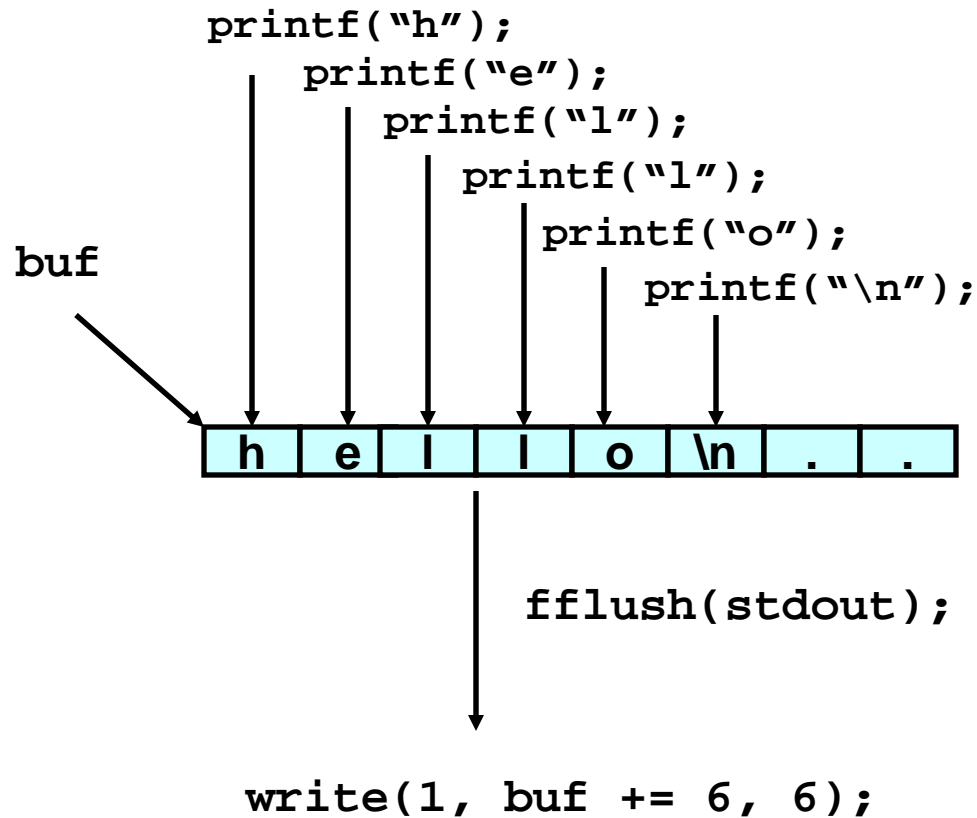 printf(“h”);
printf(“e”);
printf(“l”);
printf(“l”);
printf(“o”);
buf
printf(“\n”);
h e l l o \n . .
fflush(stdout);
write(1, buf += 6, 6);